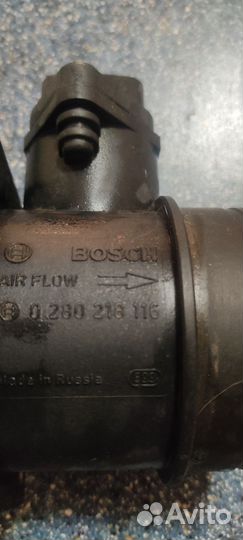 BOSCH
AIR FLOW
0 280 218 116
Made in Russia
Avito